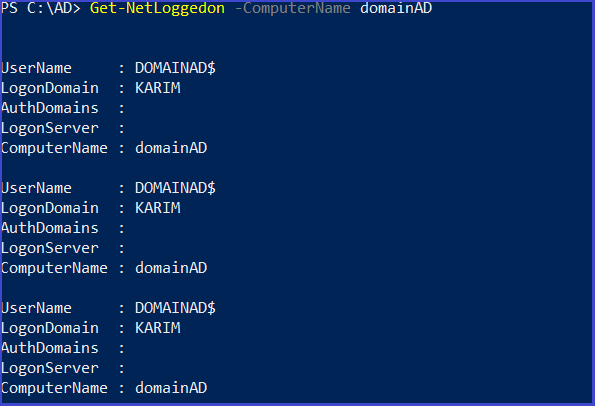 PS C:\AD> Get-NetLoggedon -ComputerName domainAD
UserName     : DOMAINAD$
LogonDomain  : KARIM
AuthDomains  :
LogonServer  :
ComputerName : domainAD
UserName     : DOMAINAD$
LogonDomain  : KARIM
AuthDomains  :
LogonServer  :
ComputerName : domainAD
UserName     : DOMAINAD$
LogonDomain  : KARIM
AuthDomains  :
LogonServer  :
ComputerName : domainAD